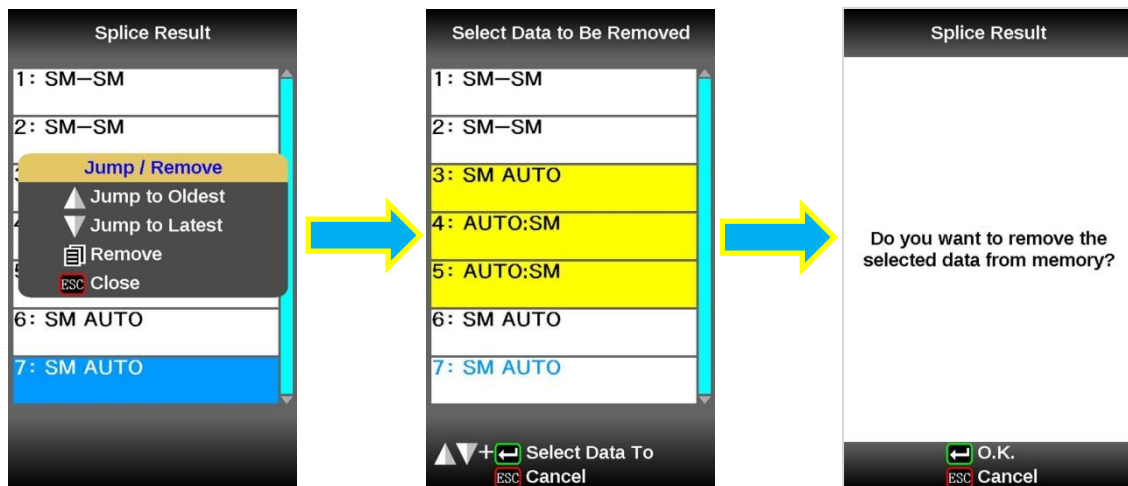 Splice Result
1: SM-SM
2: SM-SM
Jump / Remove
Jump to Oldest
Jump to Latest
Remove
ESC Close
6: SM AUTO
7: SM AUTO
Select Data to Be Removed
1: SM-SM
2: SM-SM
3: SM AUTO
4: AUTO:SM
5: AUTO:SM
6: SM AUTO
7: SM AUTO
+ Select Data To
ESC Cancel
Splice Result
Do you want to remove the
selected data from memory?
O.K.
ESC Cancel